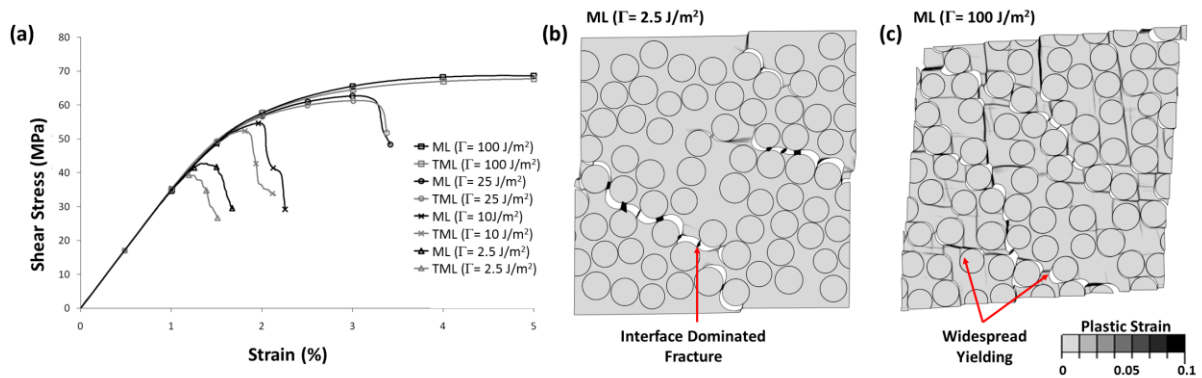 (a)
Shear Stress (MPa)
80
70
60
50
40
30
20
10
0
0
1
2
3
4
5
Strain (%)
ML (Γ= 100 J/m²)
TML (Γ= 100 J/m²)
ML (Γ= 25 J/m²)
TML (Γ= 25 J/m²)
ML (Γ= 10J/m²)
TML (Γ= 10 J/m²)
ML (Γ= 2.5 J/m²)
TML (Γ= 2.5 J/m²)
ML (Γ= 2.5 J/m²)
(b)
Interface Dominated
Fracture
ML (Γ= 100 J/m²)
(c)
Widespread
Yielding
Plastic Strain
0 0.05 0.1